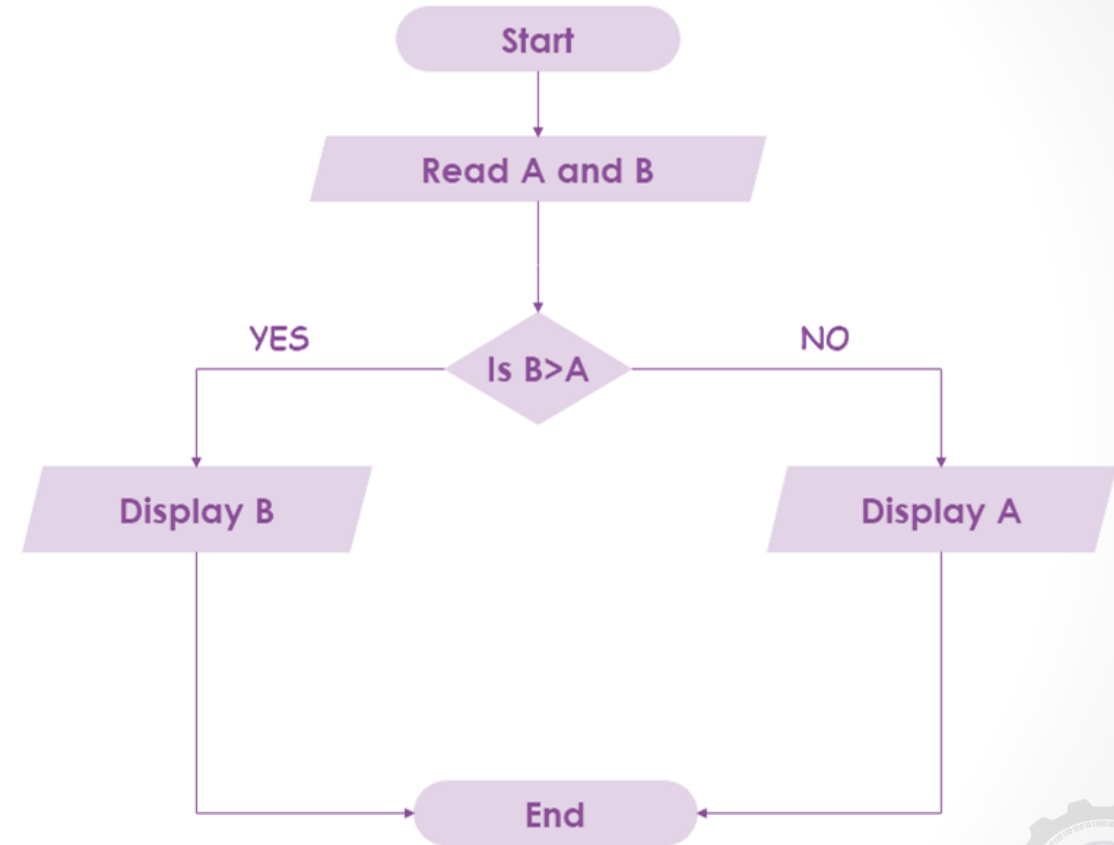 Start
Read A and B
YES
NO
Is B>A
Display B
Display A
End